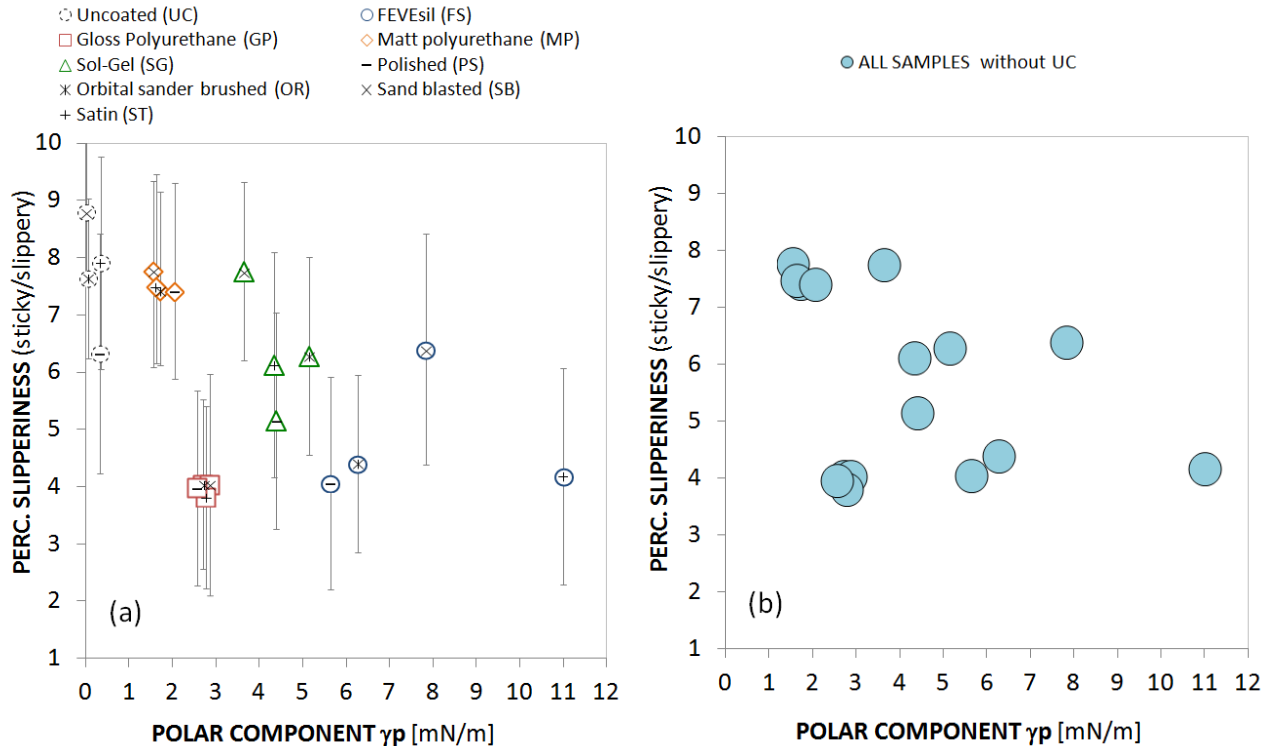 Uncoated (UC)
FEVEsil (FS)
Gloss Polyurethane (GP)
Matt polyurethane (MP)
Sol-Gel (SG)
Polished (PS)
Orbital sander brushed (OR)
Sand blasted (SB)
Satin (ST)
PERC. SLIPPERINESS (sticky/slippery)
10
9
8
7
6
5
4
3
2
1
(a)
0 1 2 3 4 5 6 7 8 9 10 11 12
POLAR COMPONENT γp [mN/m]
ALL SAMPLES without UC
PERC. SLIPPERINESS (sticky/slippery)
10
9
8
7
6
5
4
3
2
1
(b)
0 1 2 3 4 5 6 7 8 9 10 11 12
POLAR COMPONENT γp [mN/m]